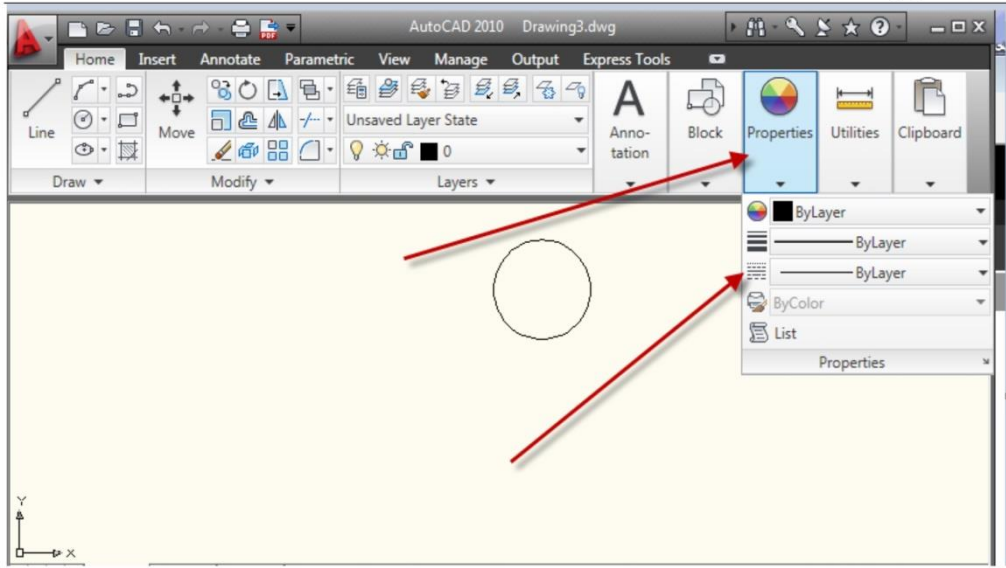 AutoCAD 2010 Drawing3.dwg
Home Insert Annotate Parametric View Manage Output Express Tools
Line
Move
Unsaved Layer State
0
Anno-
tation
Block
Properties
Utilities
Clipboard
Draw
Modify
Layers
ByLayer
ByLayer
ByLayer
ByColor
List
Properties
Y
X